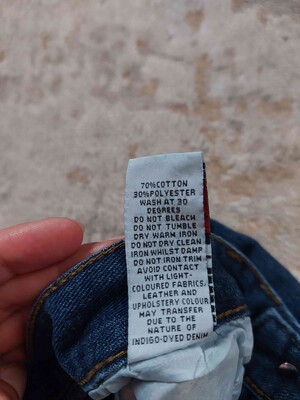 70%COTTON
30%POLYESTER
WASH AT 30
DEGREES
DO NOT BLEACH
DO NOT TUMBLE
DRY WARM IRON
DO NOT DRY CLEAN
IRON WHILST DAMP
DO NOT IRON TRIM
AVOID CONTACT
WITH LIGHT-
COLOURED FABRICS,
LEATHER AND
UPHOLSTERY COLOUR
MAY TRANSFER
DUE TO THE
NATURE OF
INDIGO-DYED DENIM